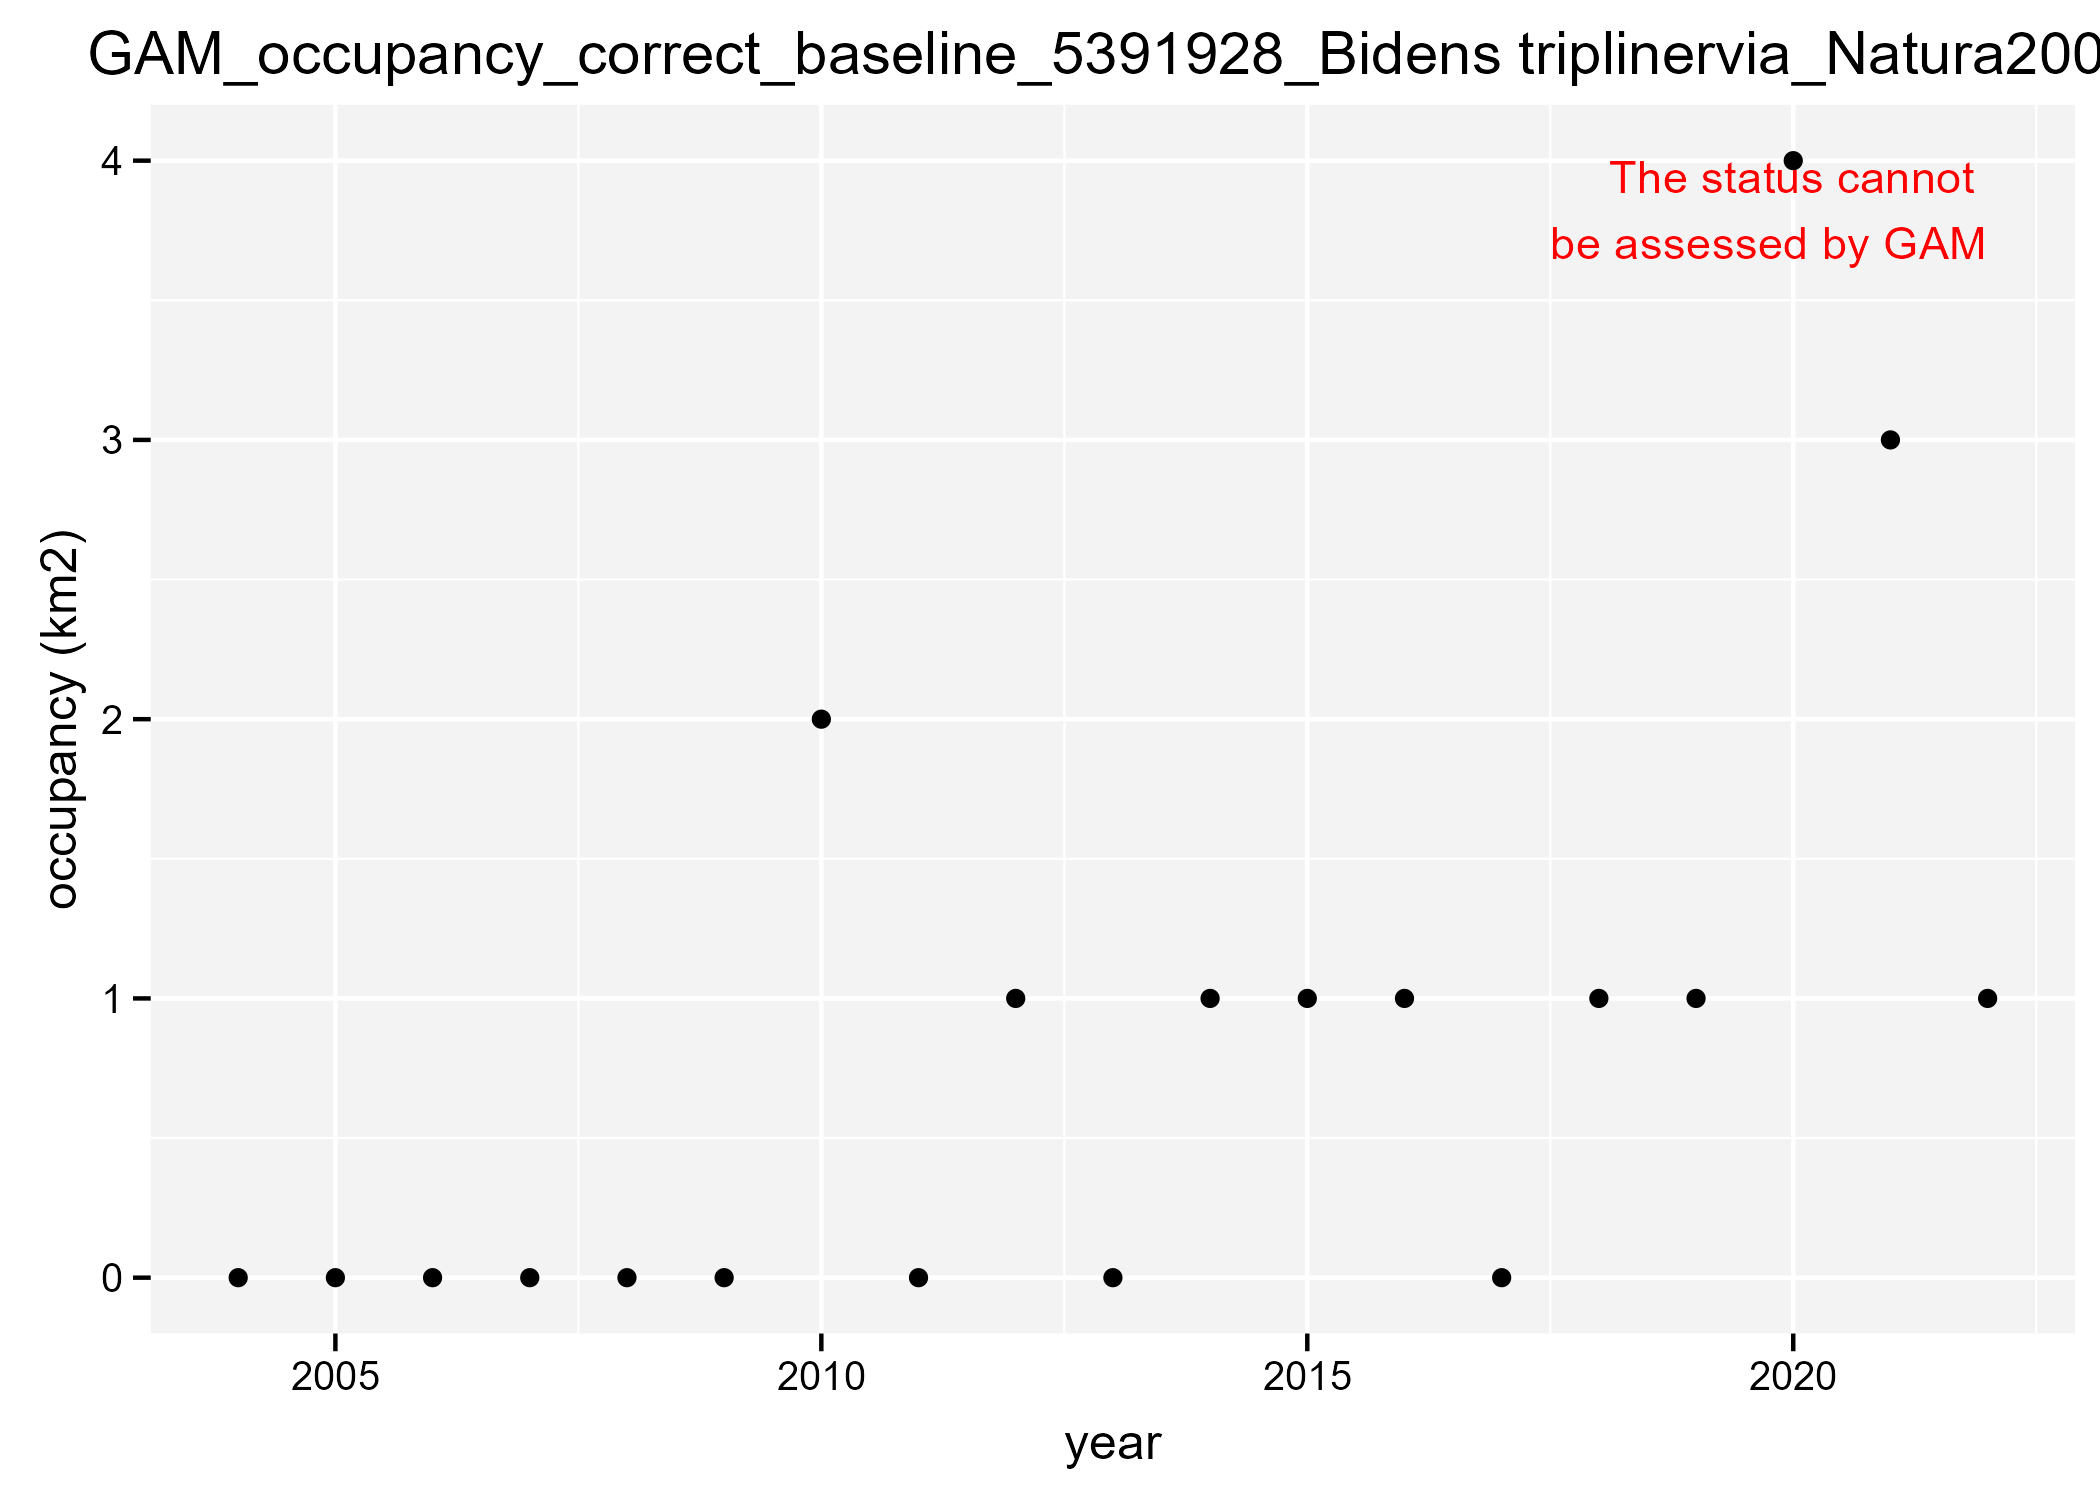 GAM_occupancy_correct_baseline_5391928_Bidens triplinervia_Natura200
4
The status cannot
be assessed by GAM
3
occupancy (km2)
2
1
0
2005 2010 2015 2020
year